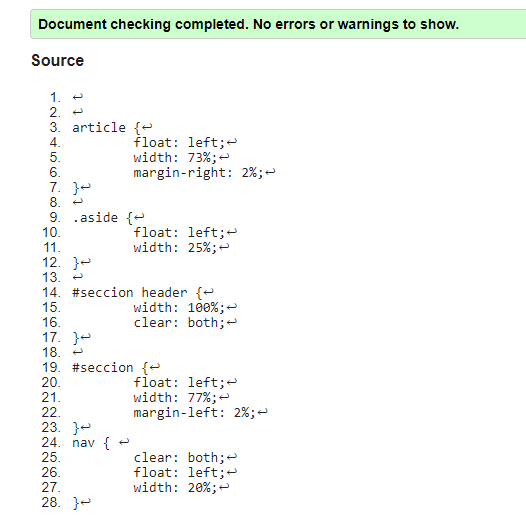 Document checking completed. No errors or warnings to show.
Source
1. ↩
2. ↩
3. article {↩
4. float: left;↩
5. width: 73%;↩
6. margin-right: 2%;↩
7. }↩
8. ↩
9. .aside {↩
10. float: left;↩
11. width: 25%;↩
12. }↩
13. ↩
14. #seccion header {↩
15. width: 100%;↩
16. clear: both;↩
17. }↩
18. ↩
19. #seccion {↩
20. float: left;↩
21. width: 77%;↩
22. margin-left: 2%;↩
23. }↩
24. nav { ↩
25. clear: both;↩
26. float: left;↩
27. width: 20%;↩
28. }↩